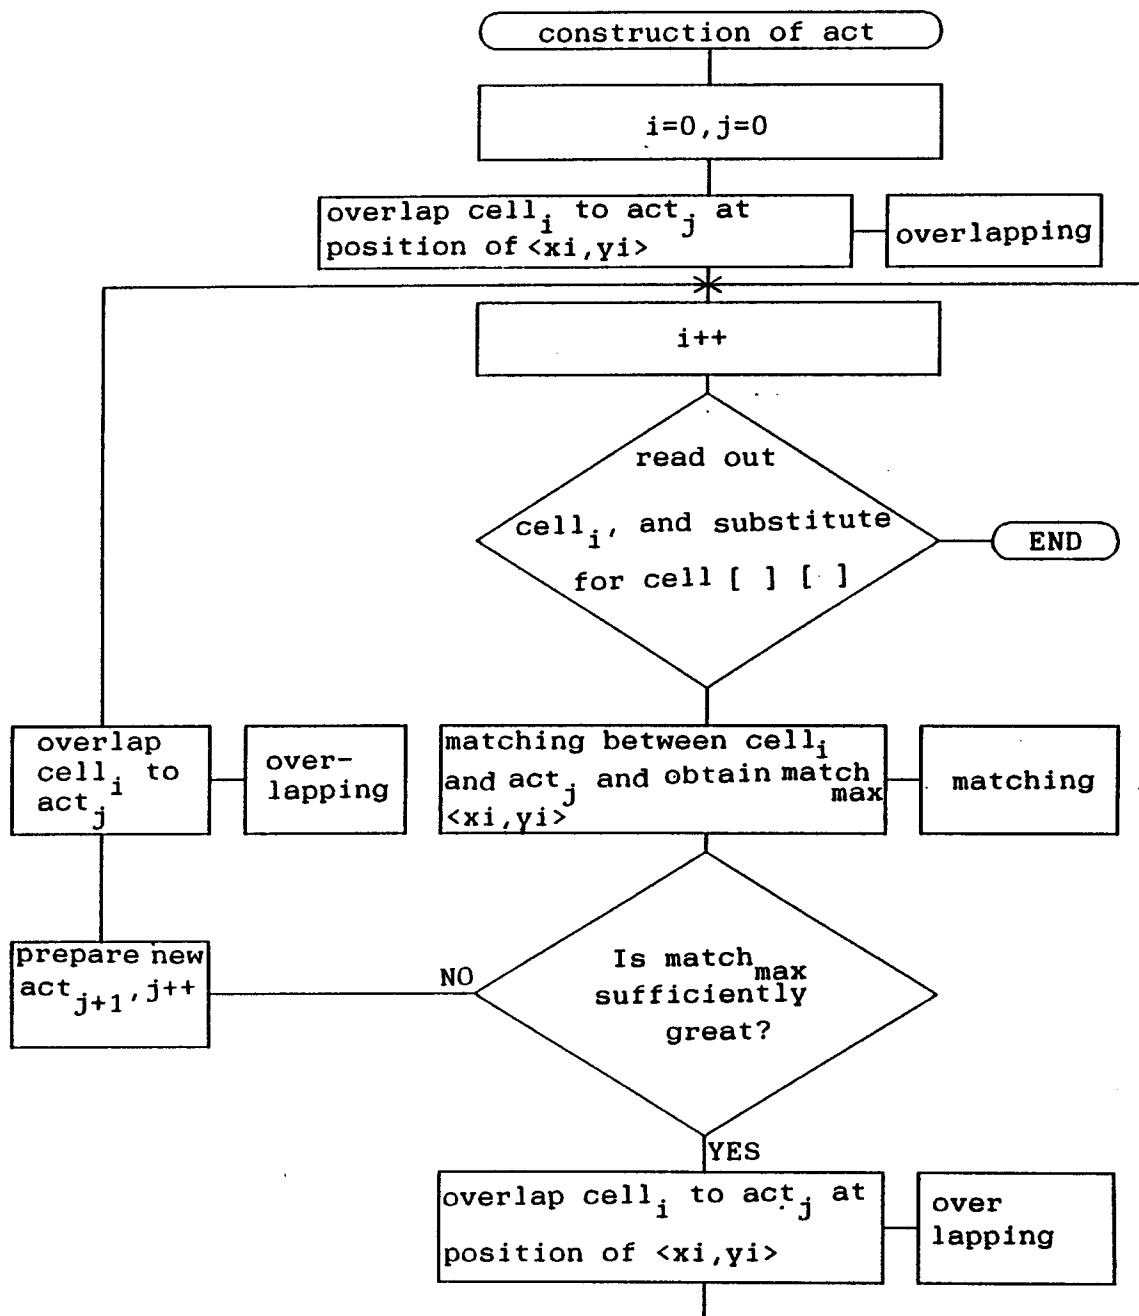 construction of act
i=0,j=0
overlap cell_i to act_j at
position of <xi,yi>
overlapping
i++
read out
cell_i, and substitute
for cell [ ] [ ]
END
overlap
cell_i to
act_j
over-
lapping
matching between cell_i
and act_j and obtain match_max
<xi,yi>
matching
prepare new
act_j+1, j++
NO
Is match_max
sufficiently
great?
YES
overlap cell_i to act_j at
position of <xi,yi>
over
lapping